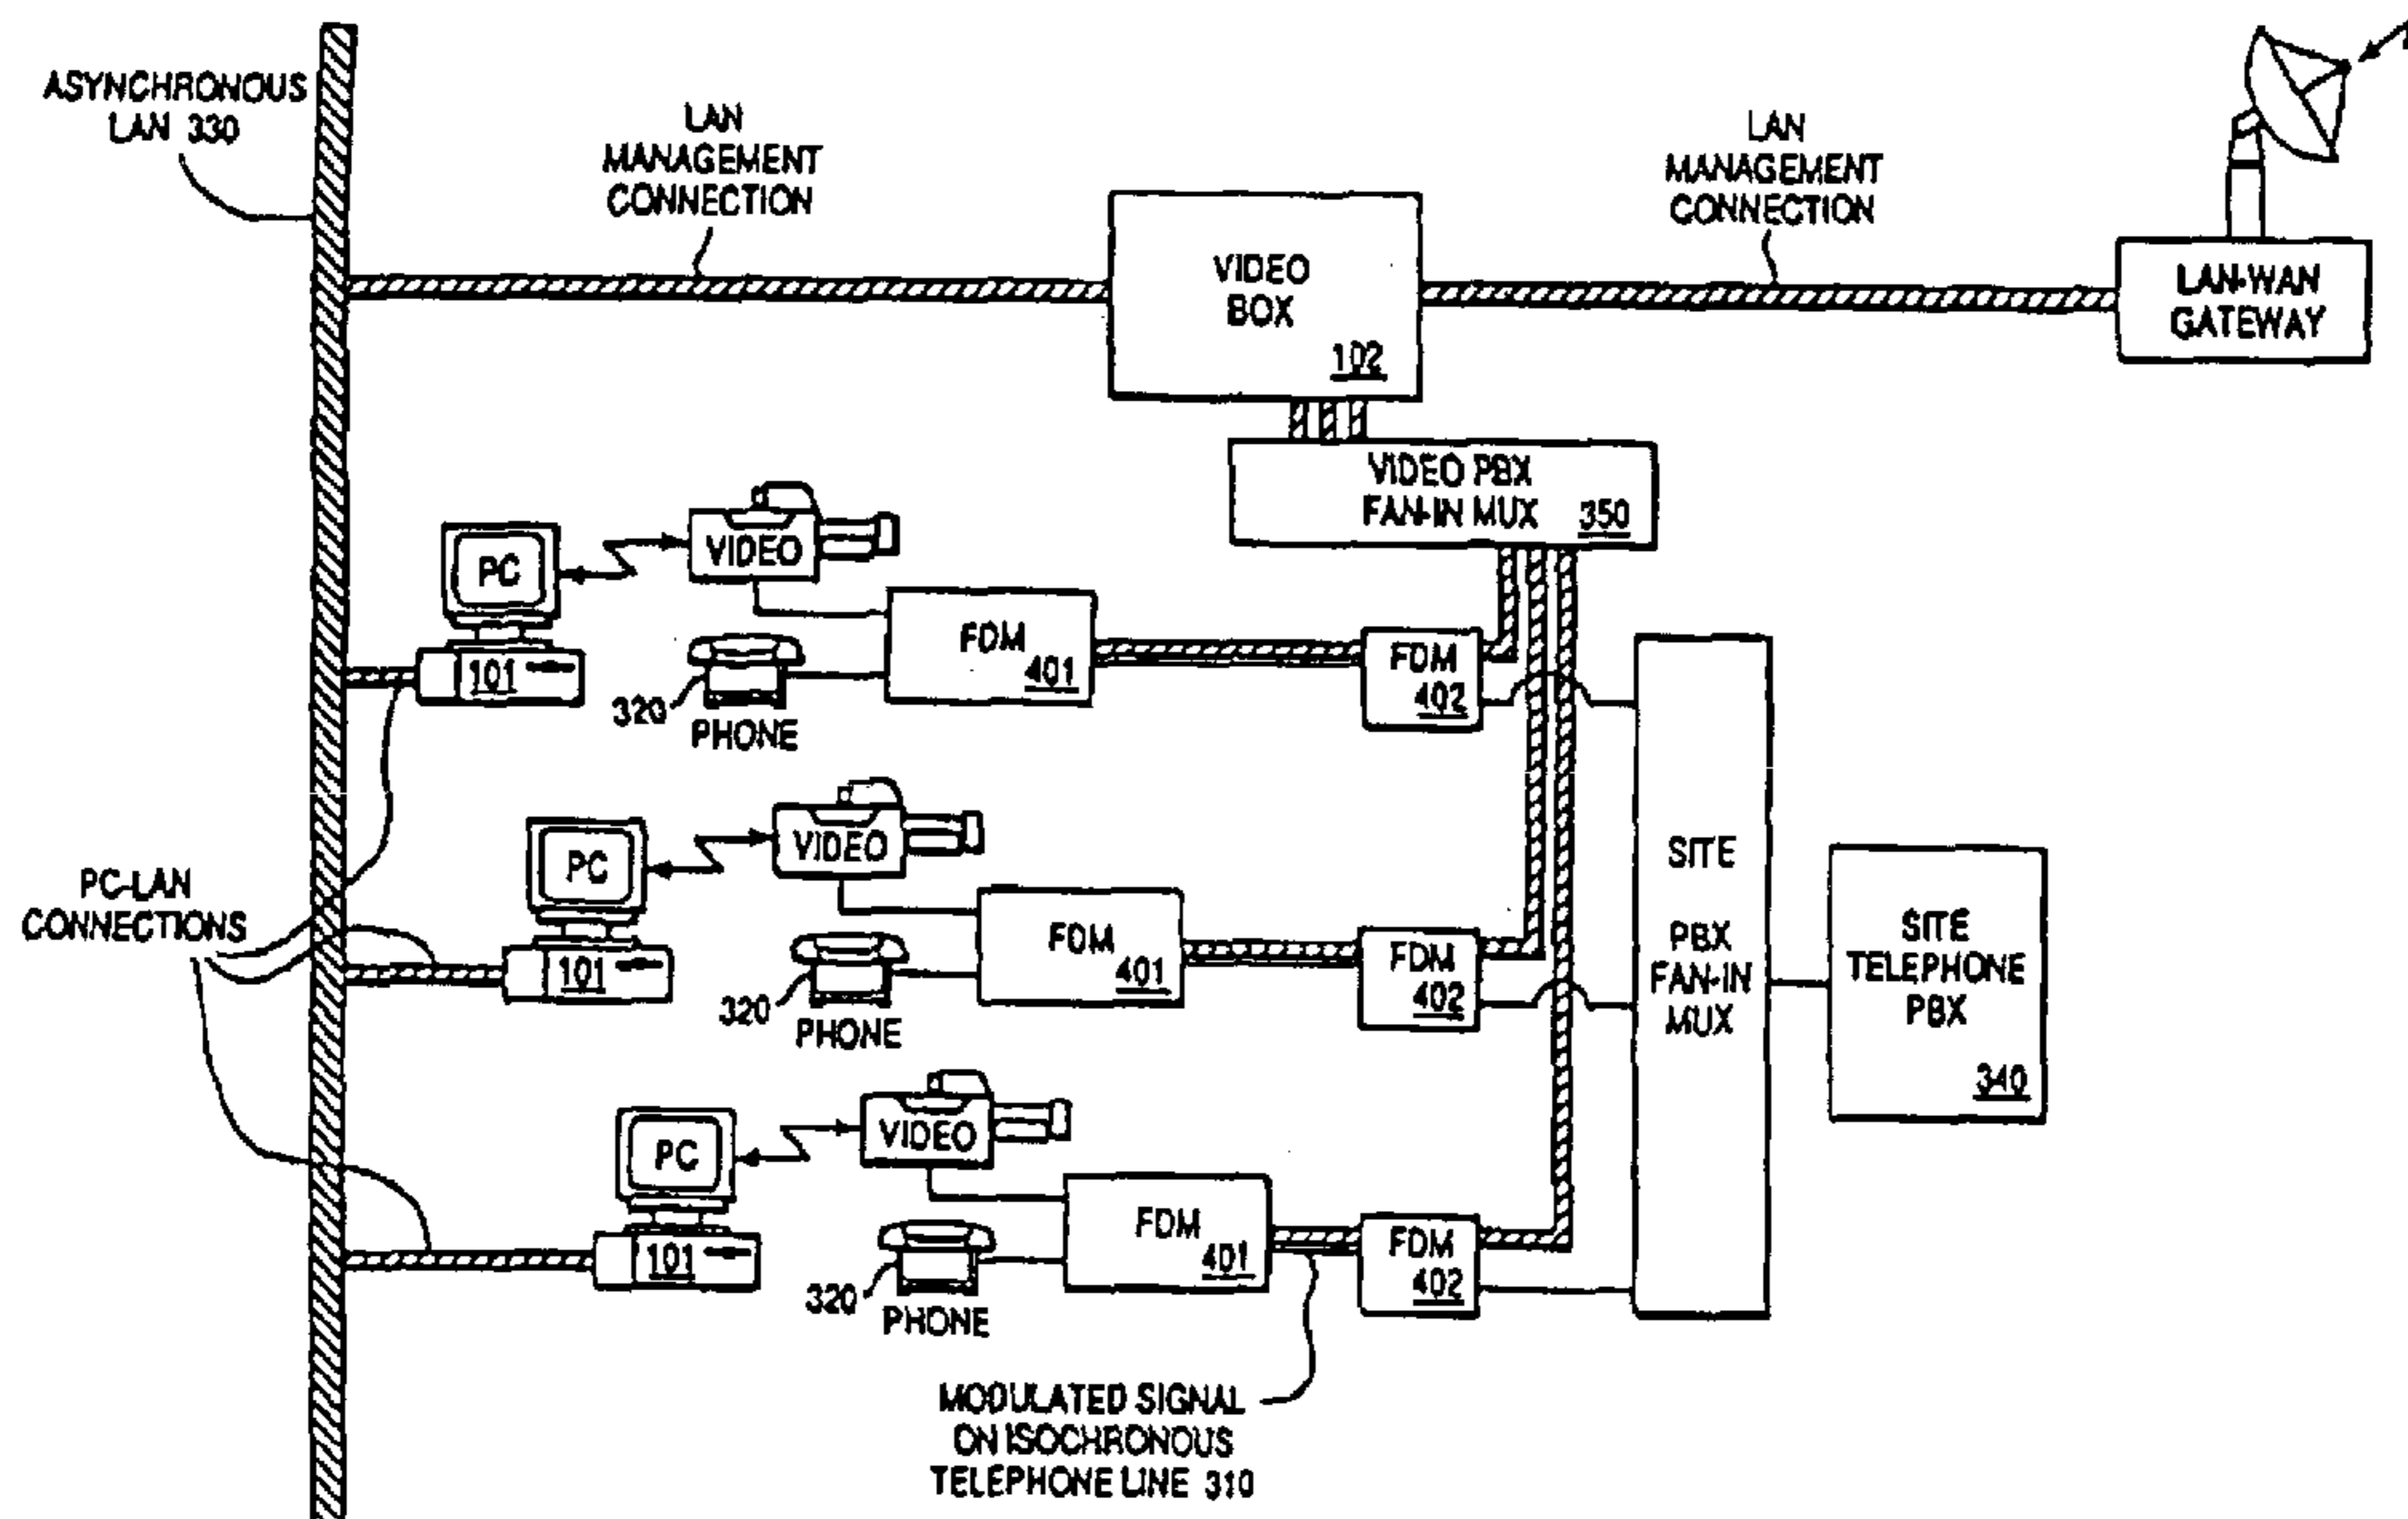 ASYNCHRONOUS
LAN 330
LAN
MANAGEMENT
CONNECTION
VIDEO
BOX
102
LAN
MANAGEMENT
CONNECTION
LAN-WAN
GATEWAY
VIDEO PBX
FAN-IN MUX 350
PC
101
VIDEO
320
PHONE
FDM
401
FDM
402
PC-LAN
CONNECTIONS
PC
101
VIDEO
320
PHONE
FDM
401
FDM
402
SITE
PBX
FAN-IN
MUX
SITE
TELEPHONE
PBX
340
PC
101
VIDEO
320
PHONE
FDM
401
FDM
402
MODULATED SIGNAL
ON ISOCHRONOUS
TELEPHONE LINE 310